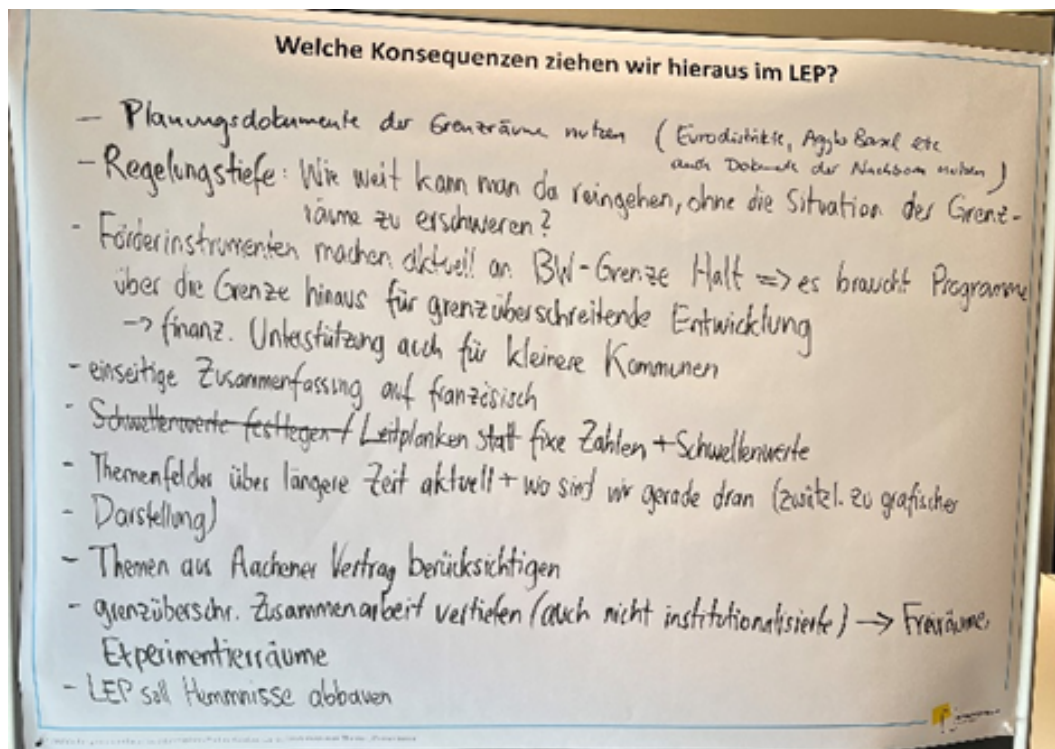 Welche Konsequenzen ziehen wir hieraus im LEP?
- Planungsdokumente der Grenzräume nutzen ( Eurodistrikte, Agglo Basel etc
auch Dokumente der Nachbarn nutzen )
- Regelungstiefe: Wie weit kann man da reingehen, ohne die Situation der Grenz-
räume zu erschweren?
- Förderinstrumenten machen aktuell an BW-Grenze Halt => es braucht Programme
über die Grenze hinaus für grenzüberschreitende Entwicklung
-> finanz. Unterstützung auch für kleinere Kommunen
- einseitige Zusammenfassung auf französisch
- Schwellenwerte festlegen / Leitplanken statt fixe Zahlen + Schwellenwerte
- Themenfelder über längere Zeit aktuell + wo sind wir gerade dran (zusätzl. zu grafischer
- Darstellung)
- Themen aus Aachener Vertrag berücksichtigen
- grenzüberschr. Zusammenarbeit vertiefen (auch nicht institutionalisierte) -> Freiräume,
Experimentierräume
- LEP soll Hemmnisse abbauen